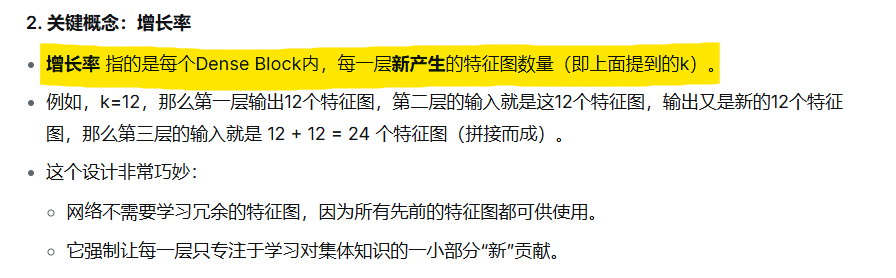 2. 关键概念：增长率
• 增长率 指的是每个Dense Block内，每一层新产生的特征图数量（即上面提到的k）。
• 例如，k=12，那么第一层输出12个特征图，第二层的输入就是这12个特征图，输出又是新的12个特征
图，那么第三层的输入就是 12 + 12 = 24 个特征图（拼接而成）。
• 这个设计非常巧妙：
◦ 网络不需要学习冗余的特征图，因为所有先前的特征图都可供使用。
◦ 它强制让每一层只专注于学习对集体知识的一小部分“新”贡献。